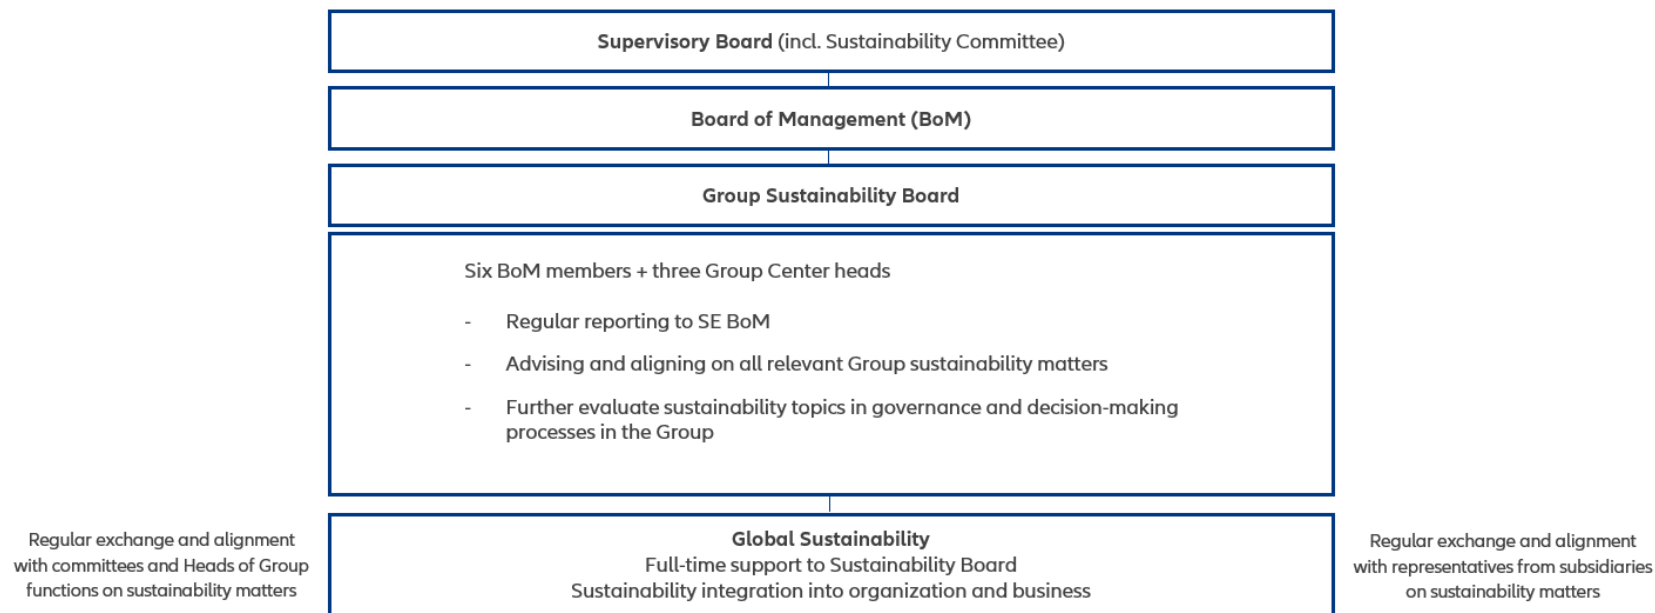 Supervisory Board (incl. Sustainability Committee)
Board of Management (BoM)
Group Sustainability Board
Six BoM members + three Group Center heads
- Regular reporting to SE BoM
- Advising and aligning on all relevant Group sustainability matters
- Further evaluate sustainability topics in governance and decision-making
processes in the Group
Regular exchange and alignment
with committees and Heads of Group
functions on sustainability matters
Global Sustainability
Full-time support to Sustainability Board
Sustainability integration into organization and business
Regular exchange and alignment
with representatives from subsidiaries
on sustainability matters